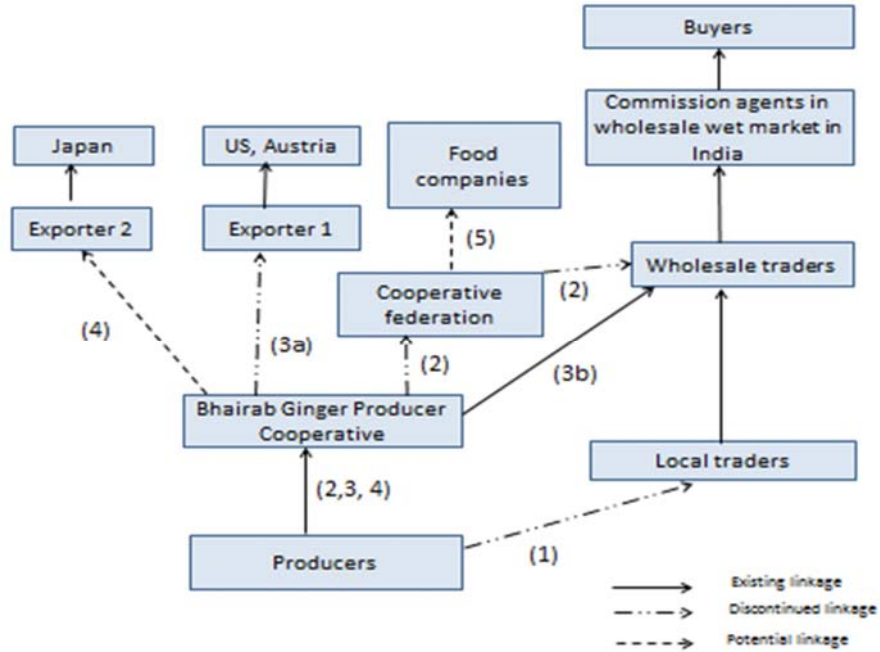 Buyers
Commission agents in
wholesale wet market in
India
Japan
US, Austria
Food
companies
Exporter 2
Exporter 1
(5)
Wholesale traders
Cooperative
federation
(2)
(4)
(3a)
(2)
(3b)
Bhairab Ginger Producer
Cooperative
Local traders
(2,3, 4)
Producers
(1)
Existing linkage
Discontinued linkage
Potential linkage